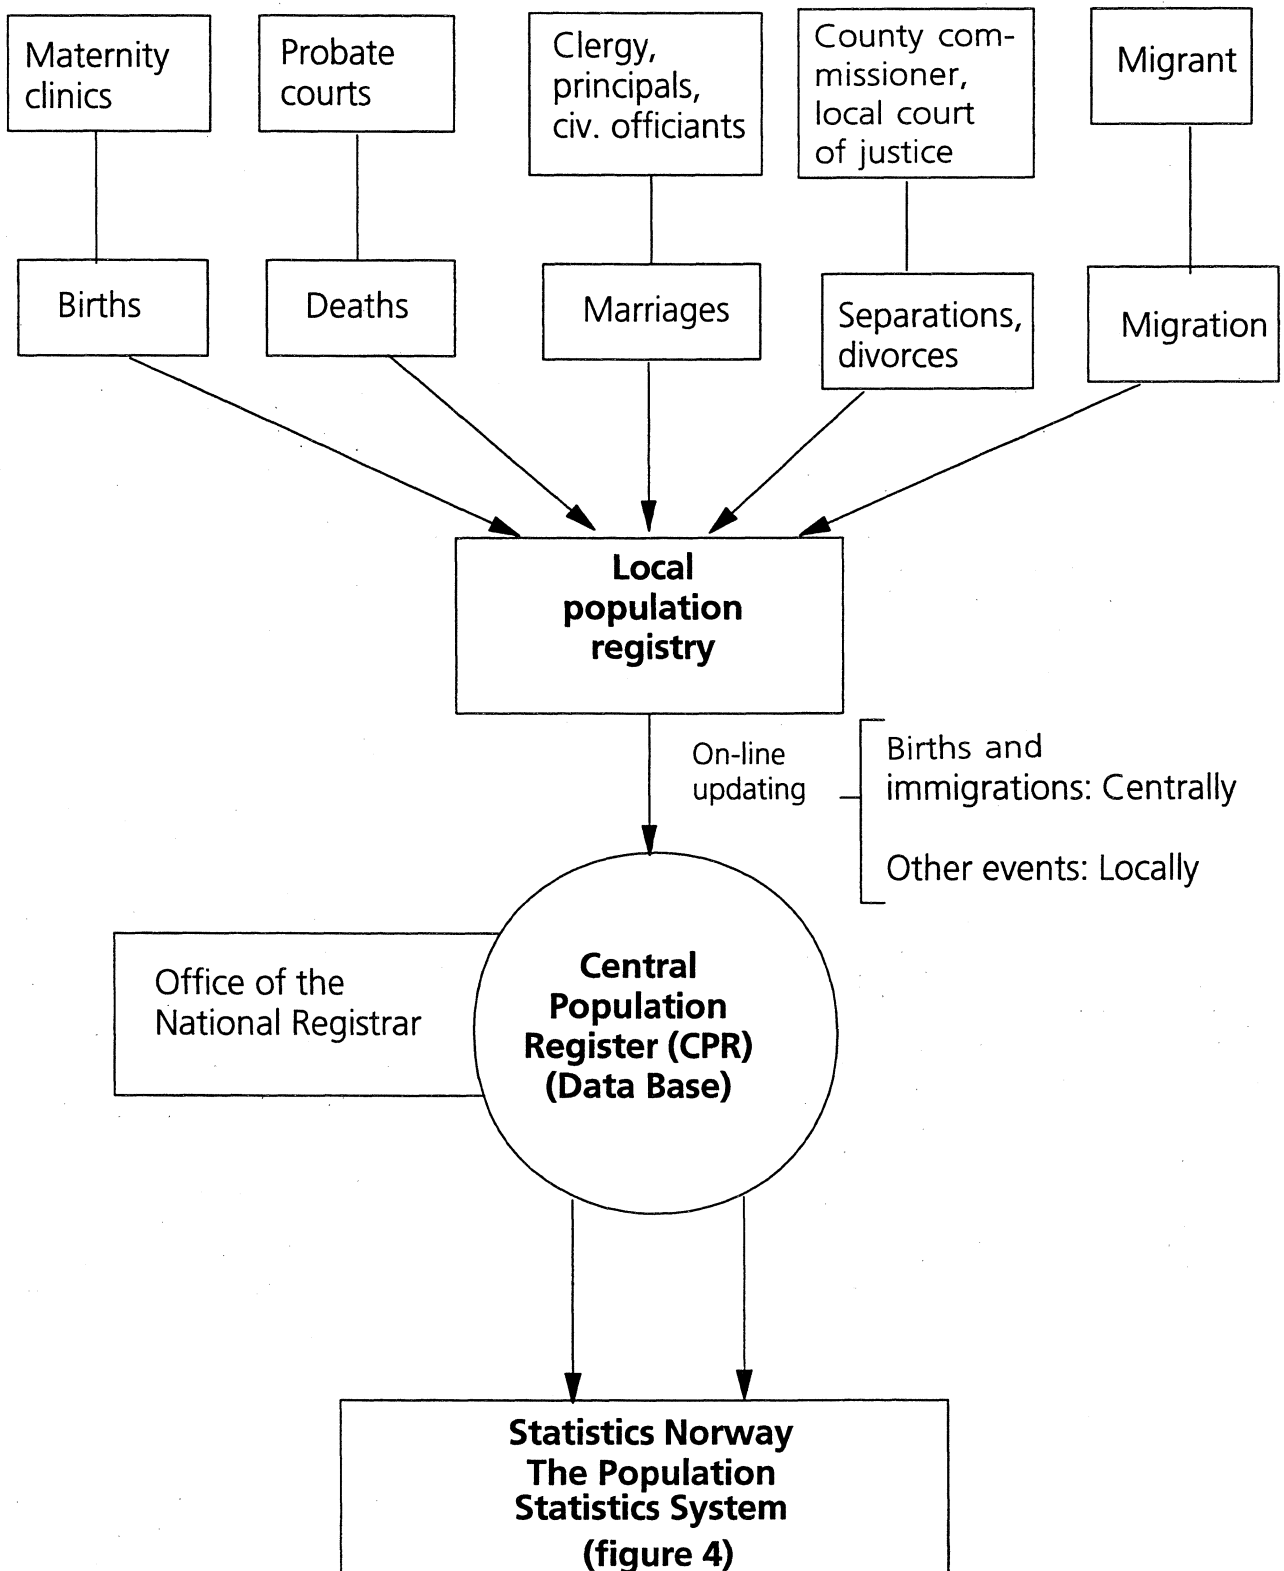 Maternity
clinics
Probate
courts
Clergy,
principals,
civ. officiants
County com-
missioner,
local court
of justice
Migrant
Births
Deaths
Marriages
Separations,
divorces
Migration
Local
population
registry
On-line
updating
Births and
immigrations: Centrally
Other events: Locally
Office of the
National Registrar
Central
Population
Register (CPR)
(Data Base)
Statistics Norway
The Population
Statistics System
(figure 4)